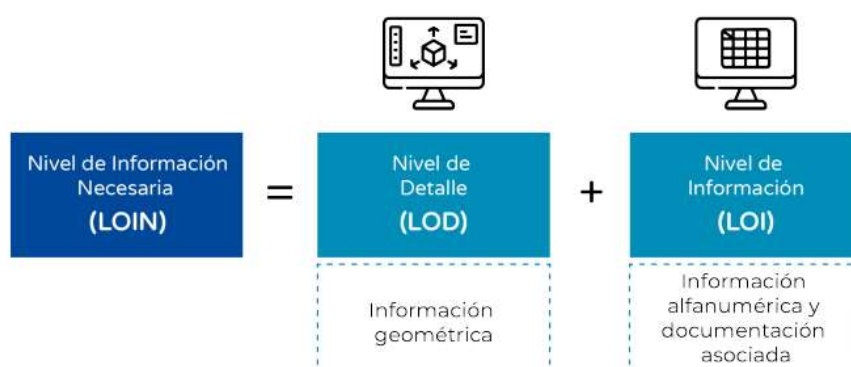 Nivel de Información
Necesaria
(LOIN)
=
Nivel de
Detalle
(LOD)
+
Nivel de
Información
(LOI)
Información
geométrica
Información
alfanumérica y
documentación
asociada